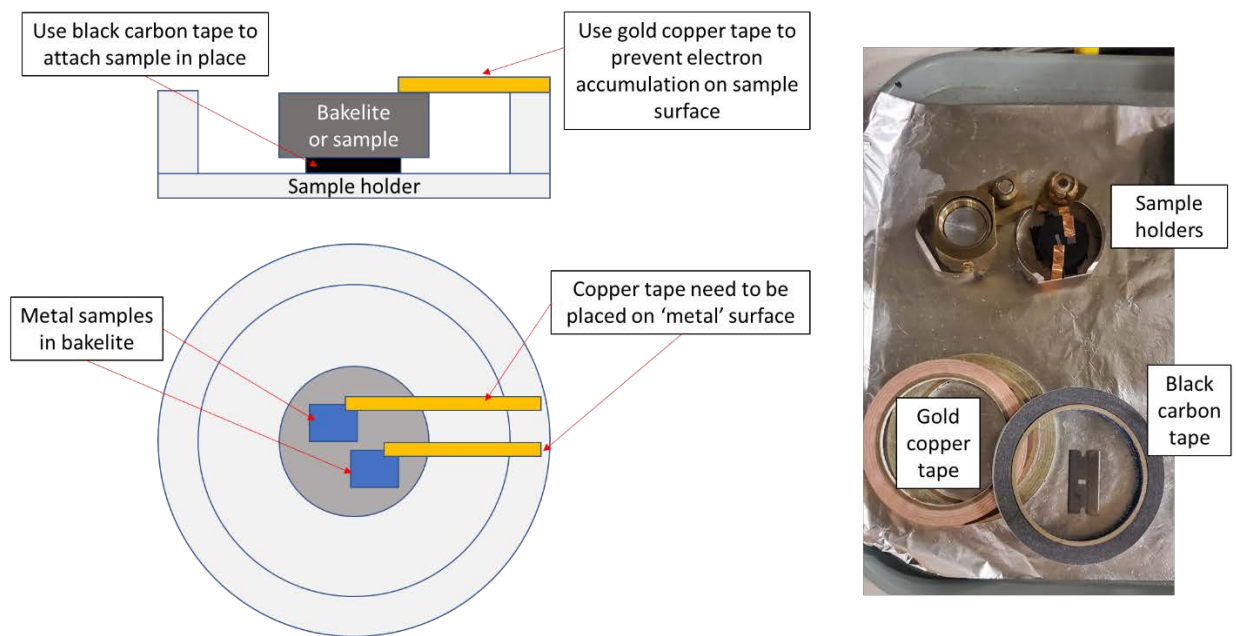 Use black carbon tape to
attach sample in place
Use gold copper tape to
prevent electron
accumulation on sample
surface
Bakelite
or sample
Sample holder
Metal samples
in bakelite
Copper tape need to be
placed on ‘metal’ surface
Sample
holders
Gold
copper
tape
Black
carbon
tape